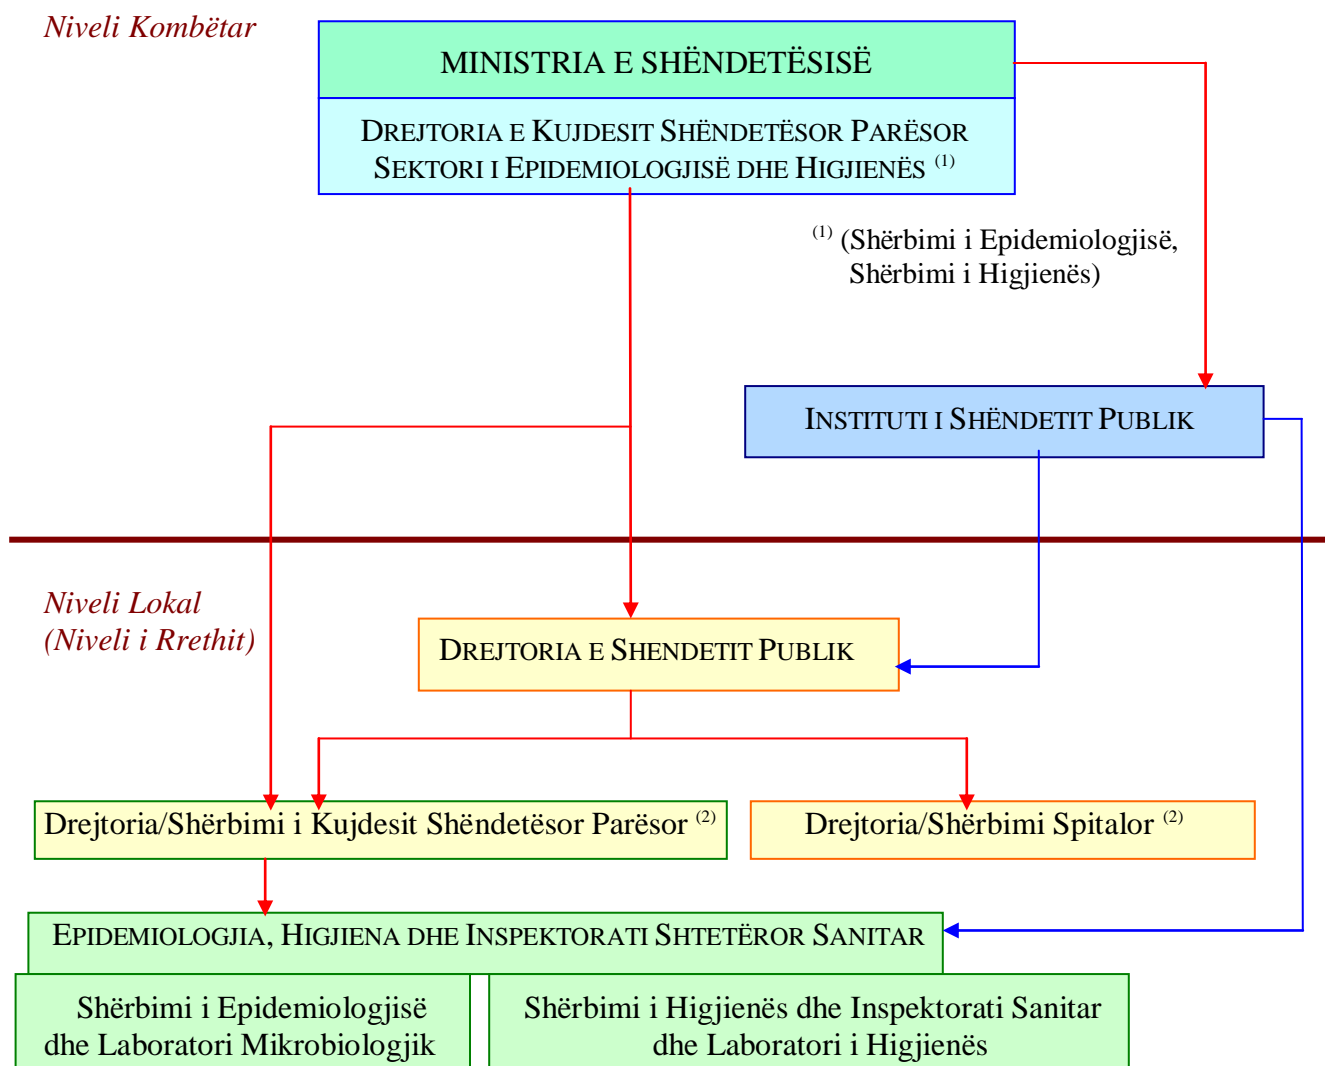 Niveli Kombëtar
MINISTRIA E SHËNDETËSISË
DREJTORIA E KUJDESIT SHËNDETËSOR PARËSOR
SEKTORI I EPIDEMIOLOGJISË DHE HIGJIENËS (1)
(1) (Shërbimi i Epidemiologjisë,
Shërbimi i Higjienës)
INSTITUTI I SHËNDETIT PUBLIK
Niveli Lokal
(Niveli i Rrethit)
DREJTORIA E SHENDETIT PUBLIK
Drejtoria/Shërbimi i Kujdesit Shëndetësor Parësor (2)
Drejtoria/Shërbimi Spitalor (2)
EPIDEMIOLOGJIA, HIGJIENA DHE INSPEKTORATI SHTETËROR SANITAR
Shërbimi i Epidemiologjisë
dhe Laboratori Mikrobiologjik
Shërbimi i Higjienës dhe Inspektorati Sanitar
dhe Laboratori i Higjienës